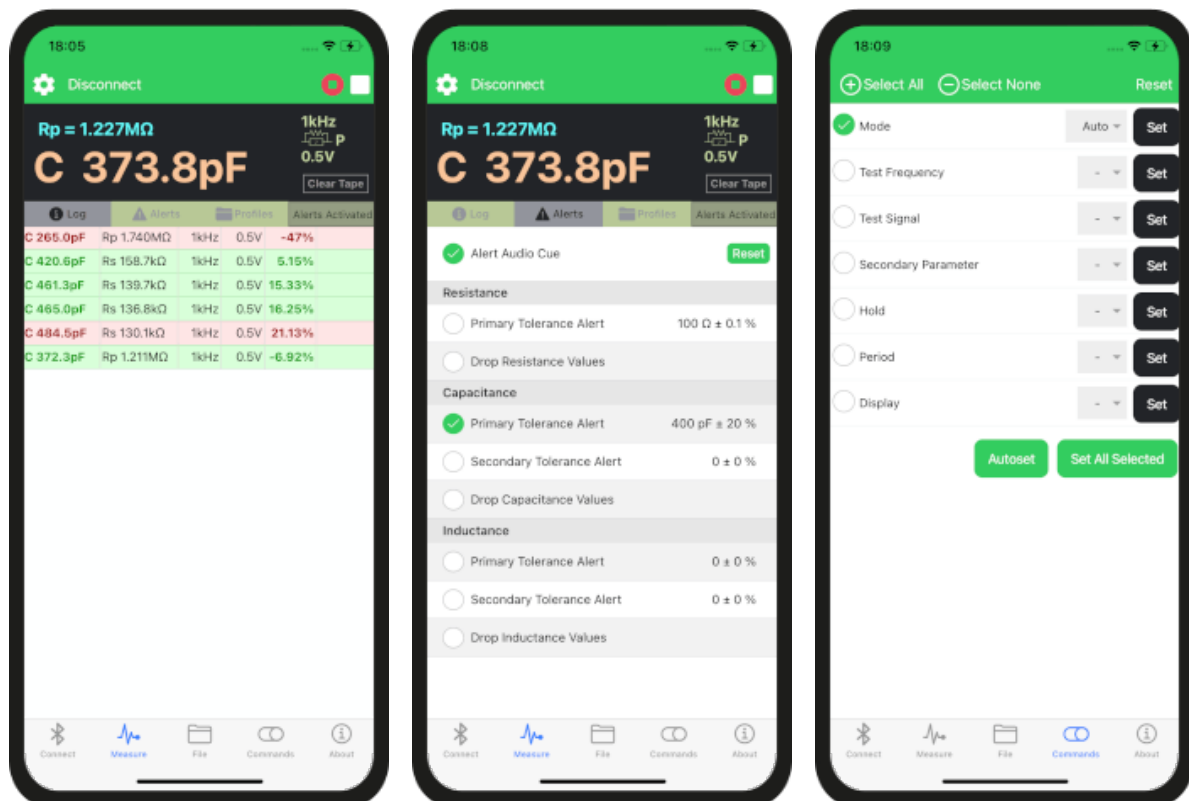 18:05
Disconnect
Rp = 1.227MΩ
1kHz
P
C 373.8pF
0.5V
Clear Tape
Log Alerts Profiles Alerts Activated
C 265.0pF Rp 1.740MΩ 1kHz 0.5V -47%
C 420.6pF Rs 158.7kΩ 1kHz 0.5V 5.15%
C 461.3pF Rs 139.7kΩ 1kHz 0.5V 15.33%
C 465.0pF Rs 136.8kΩ 1kHz 0.5V 16.25%
C 484.5pF Rs 130.1kΩ 1kHz 0.5V 21.13%
C 372.3pF Rp 1.211MΩ 1kHz 0.5V -6.92%
Connect Measure File Commands About
18:08
Disconnect
Rp = 1.227MΩ
1kHz
P
C 373.8pF
0.5V
Clear Tape
Log Alerts Profiles Alerts Activated
Alert Audio Cue Reset
Resistance
Primary Tolerance Alert 100 Ω ± 0.1 %
Drop Resistance Values
Capacitance
Primary Tolerance Alert 400 pF ± 20 %
Secondary Tolerance Alert 0 ± 0 %
Drop Capacitance Values
Inductance
Primary Tolerance Alert 0 ± 0 %
Secondary Tolerance Alert 0 ± 0 %
Drop Inductance Values
Connect Measure File Commands About
18:09
Select All Select None Reset
Mode Auto Set
Test Frequency - Set
Test Signal - Set
Secondary Parameter - Set
Hold - Set
Period - Set
Display - Set
Autoset Set All Selected
Connect Measure File Commands About